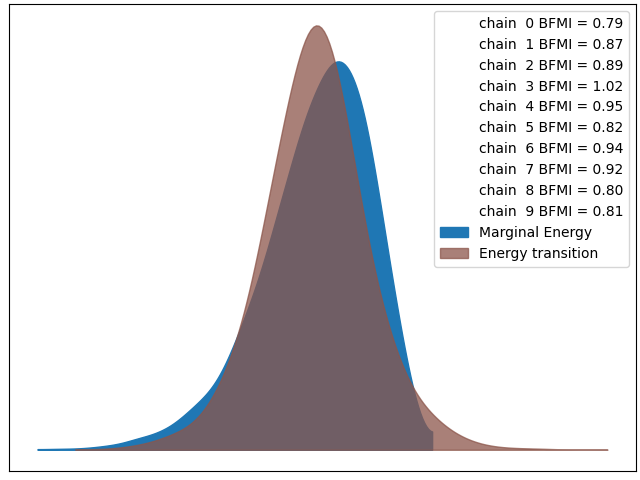 chain  0 BFMI = 0.79
chain  1 BFMI = 0.87
chain  2 BFMI = 0.89
chain  3 BFMI = 1.02
chain  4 BFMI = 0.95
chain  5 BFMI = 0.82
chain  6 BFMI = 0.94
chain  7 BFMI = 0.92
chain  8 BFMI = 0.80
chain  9 BFMI = 0.81
Marginal Energy
Energy transition